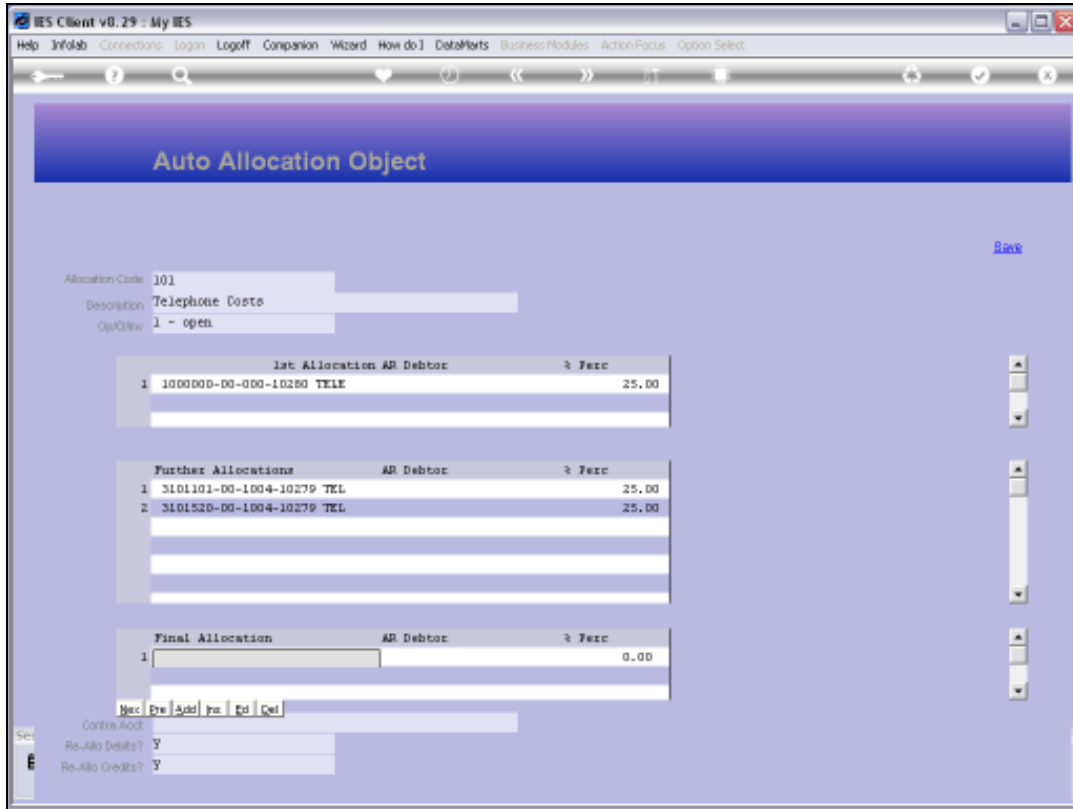 IES Client v8.29 : My IES
Help Infolab Connections Logon Logoff Companion Wizard How do I DataMarts Business Modules Action Focus Option Select
Auto Allocation Object
Save
Allocation Code 101
Description Telephone Costs
Op/Cl/Inv 1 - open
1st Allocation AR Debtor % Perc
1 1000000-00-000-10280 TELE 25.00
Further Allocations AR Debtor % Perc
1 3101101-00-1004-10279 TEL 25.00
2 3101520-00-1004-10279 TEL 25.00
Final Allocation AR Debtor % Perc
1 0.00
Nex Pre Add Ins Ed Del
Contra Acct
Re-Allo Debits? Y
Re-Allo Credits? Y